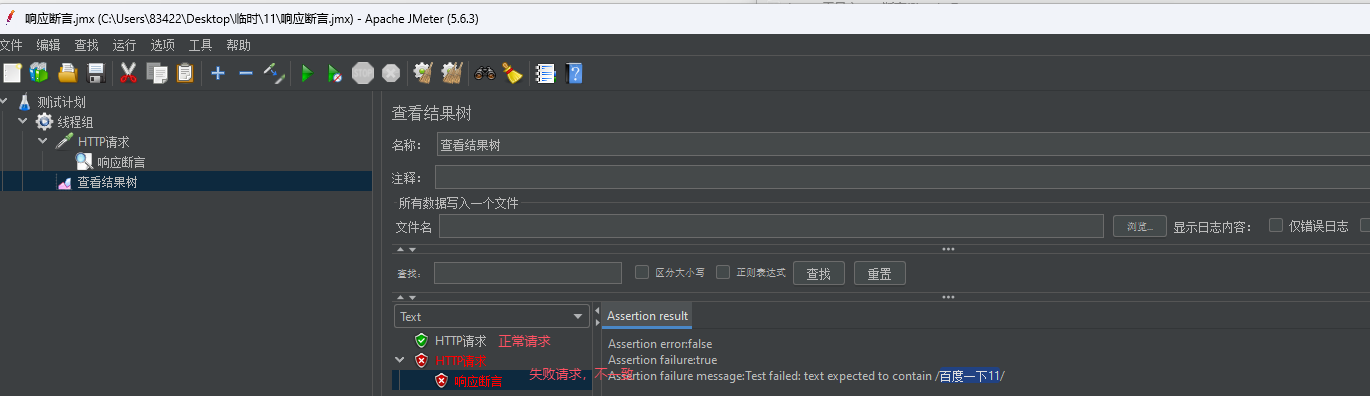 响应断言.jmx (C:\Users\83422\Desktop\临时\11\响应断言.jmx) - Apache JMeter (5.6.3)
文件 编辑 查找 运行 选项 工具 帮助
测试计划
线程组
HTTP请求
响应断言
查看结果树
查看结果树
名称： 查看结果树
注释：
所有数据写入一个文件
文件名 浏览... 显示日志内容： 仅错误日志
查找： 区分大小写 正则表达式 查找 重置
Text
HTTP请求 正常请求
HTTP请求
响应断言
失败请求，不一致
Assertion result
Assertion error:false
Assertion failure:true
Assertion failure message:Test failed: text expected to contain /百度一下11/